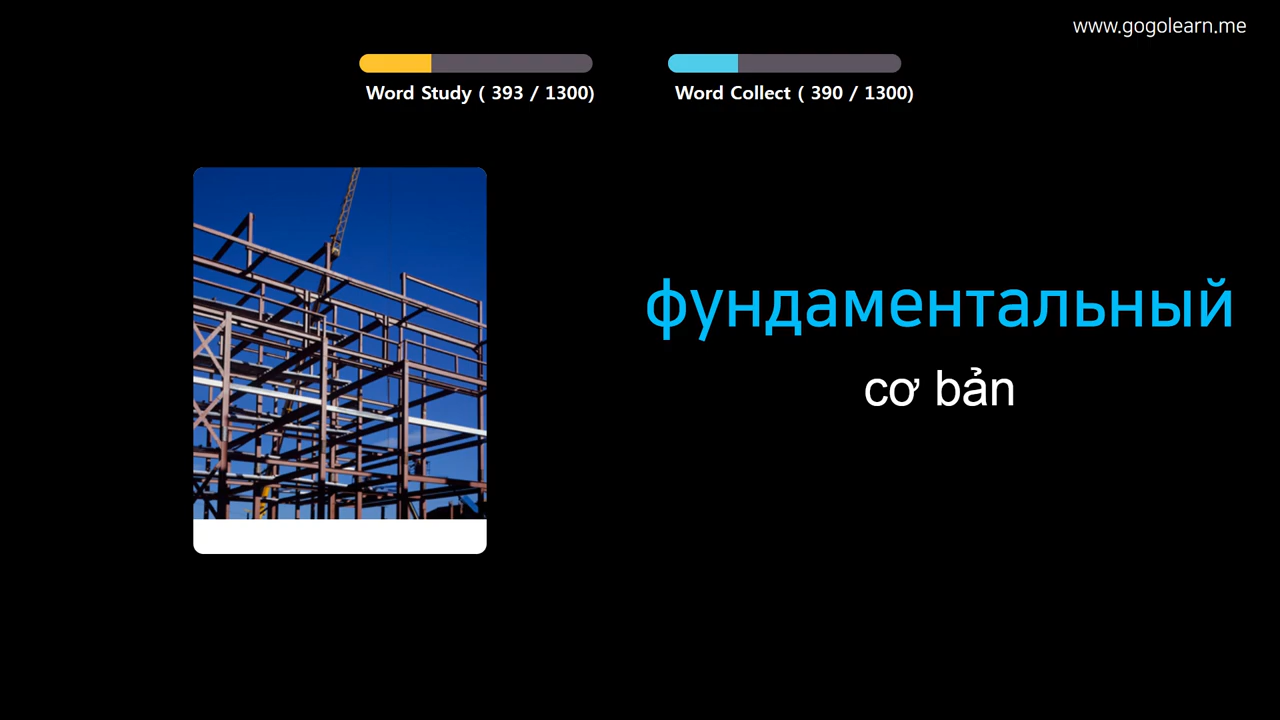 www.gogolearn.me
Word Study ( 393 / 1300)
Word Collect ( 390 / 1300)
фундаментальный
cơ bản